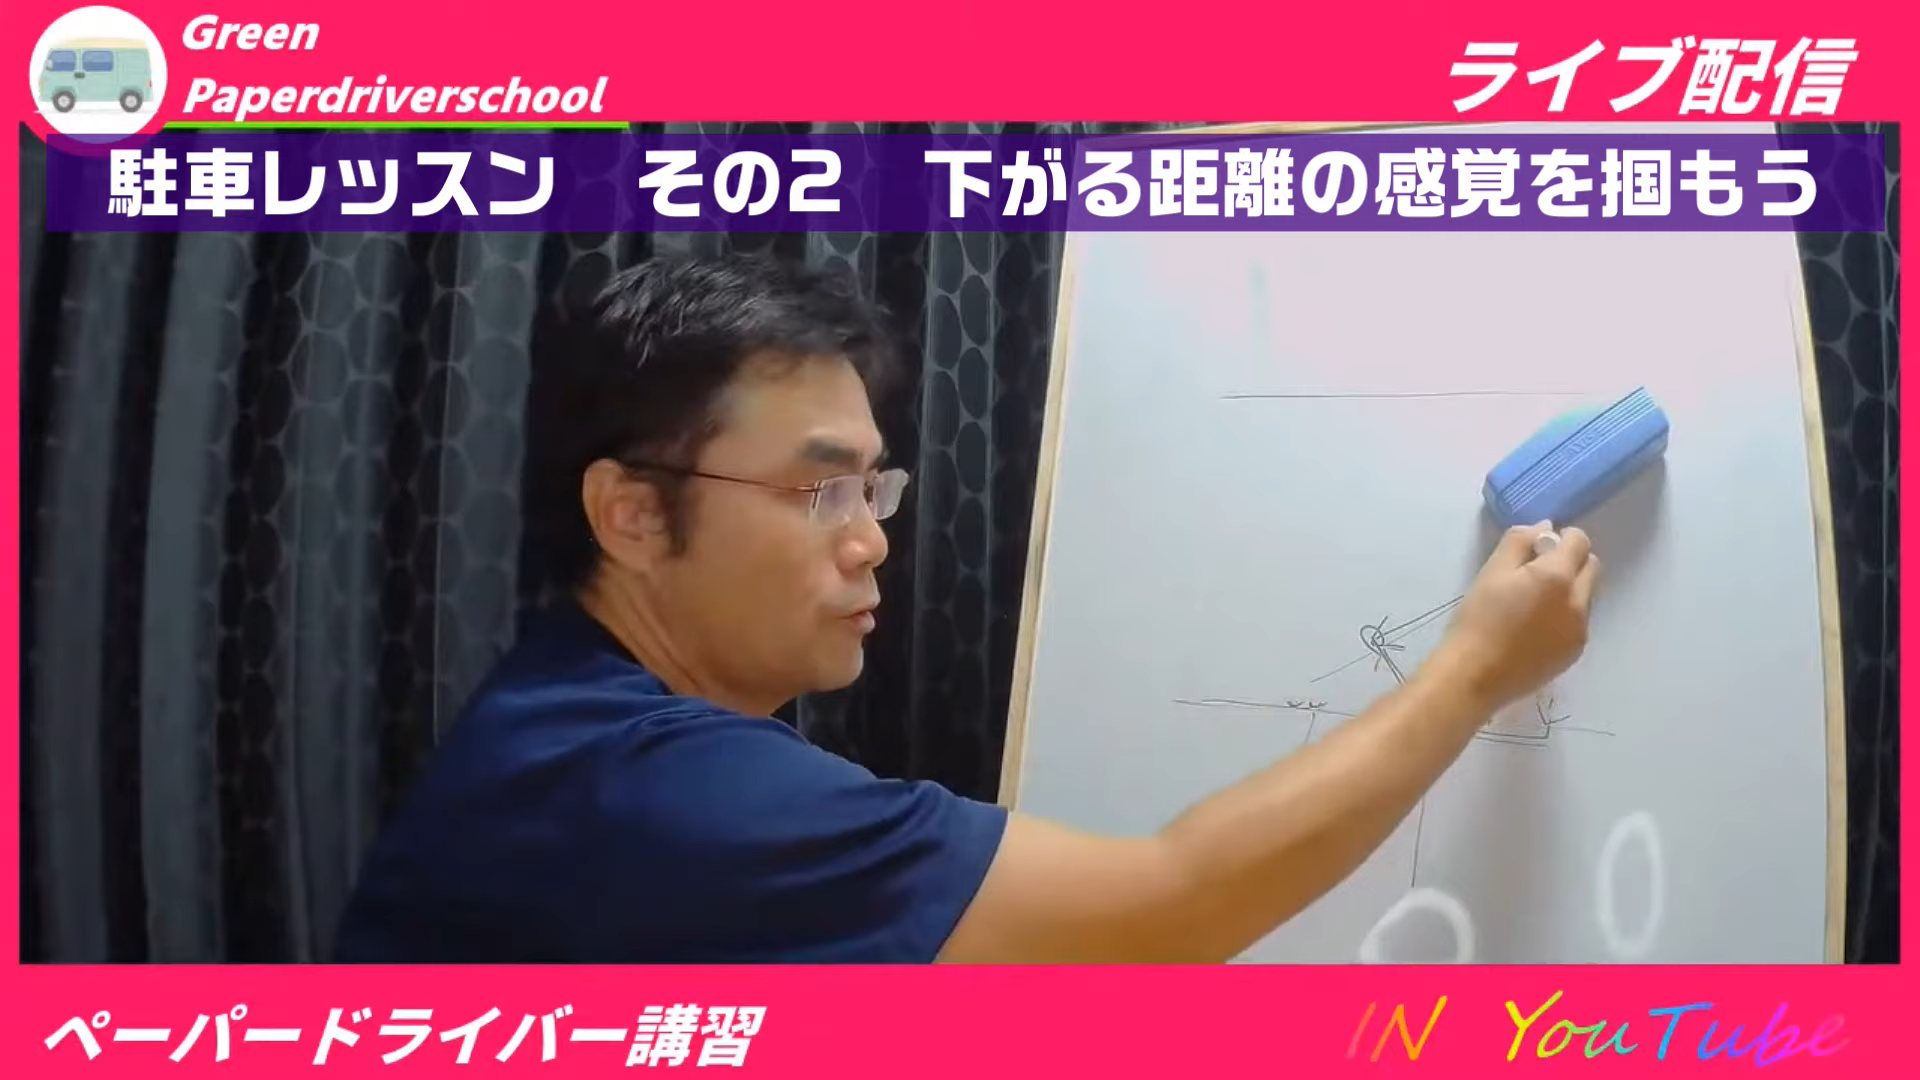 Green
Paperdriverschool
ライブ配信
駐車レッスン　その2　下がる距離の感覚を掴もう
ペーパードライバー講習
IN YouTube